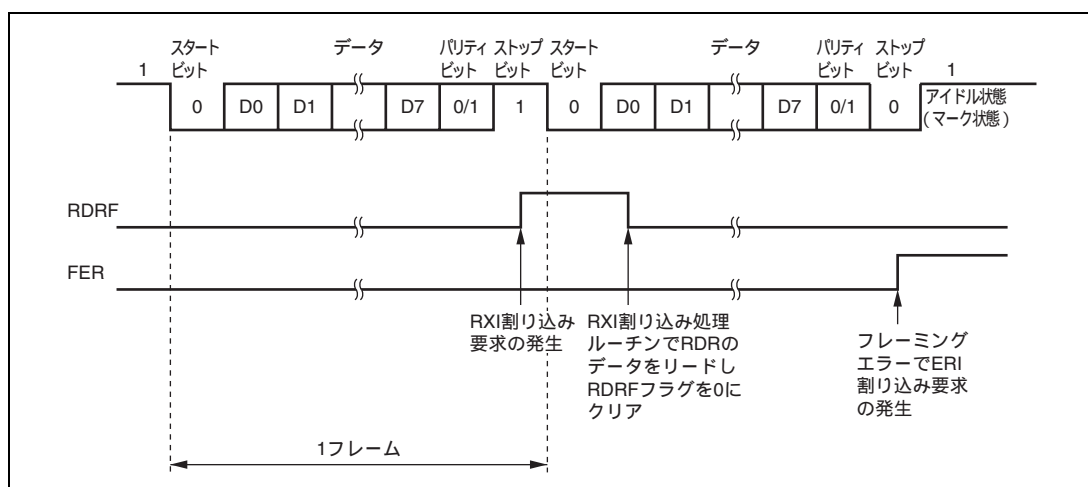 スタート データ パリティ ストップ スタート データ パリティ ストップ
1 ビット ビット ビット ビット ビット ビット 1
0 D0 D1 D7 0/1 1 0 D0 D1 D7 0/1 0 アイドル状態
(マーク状態)
RDRF
FER
RXI割り込み
要求の発生
RXI割り込み処理
ルーチンでRDRの
データをリードし
RDRFフラグを0に
クリア
フレーミング
エラーでERI
割り込み要求
の発生
1フレーム